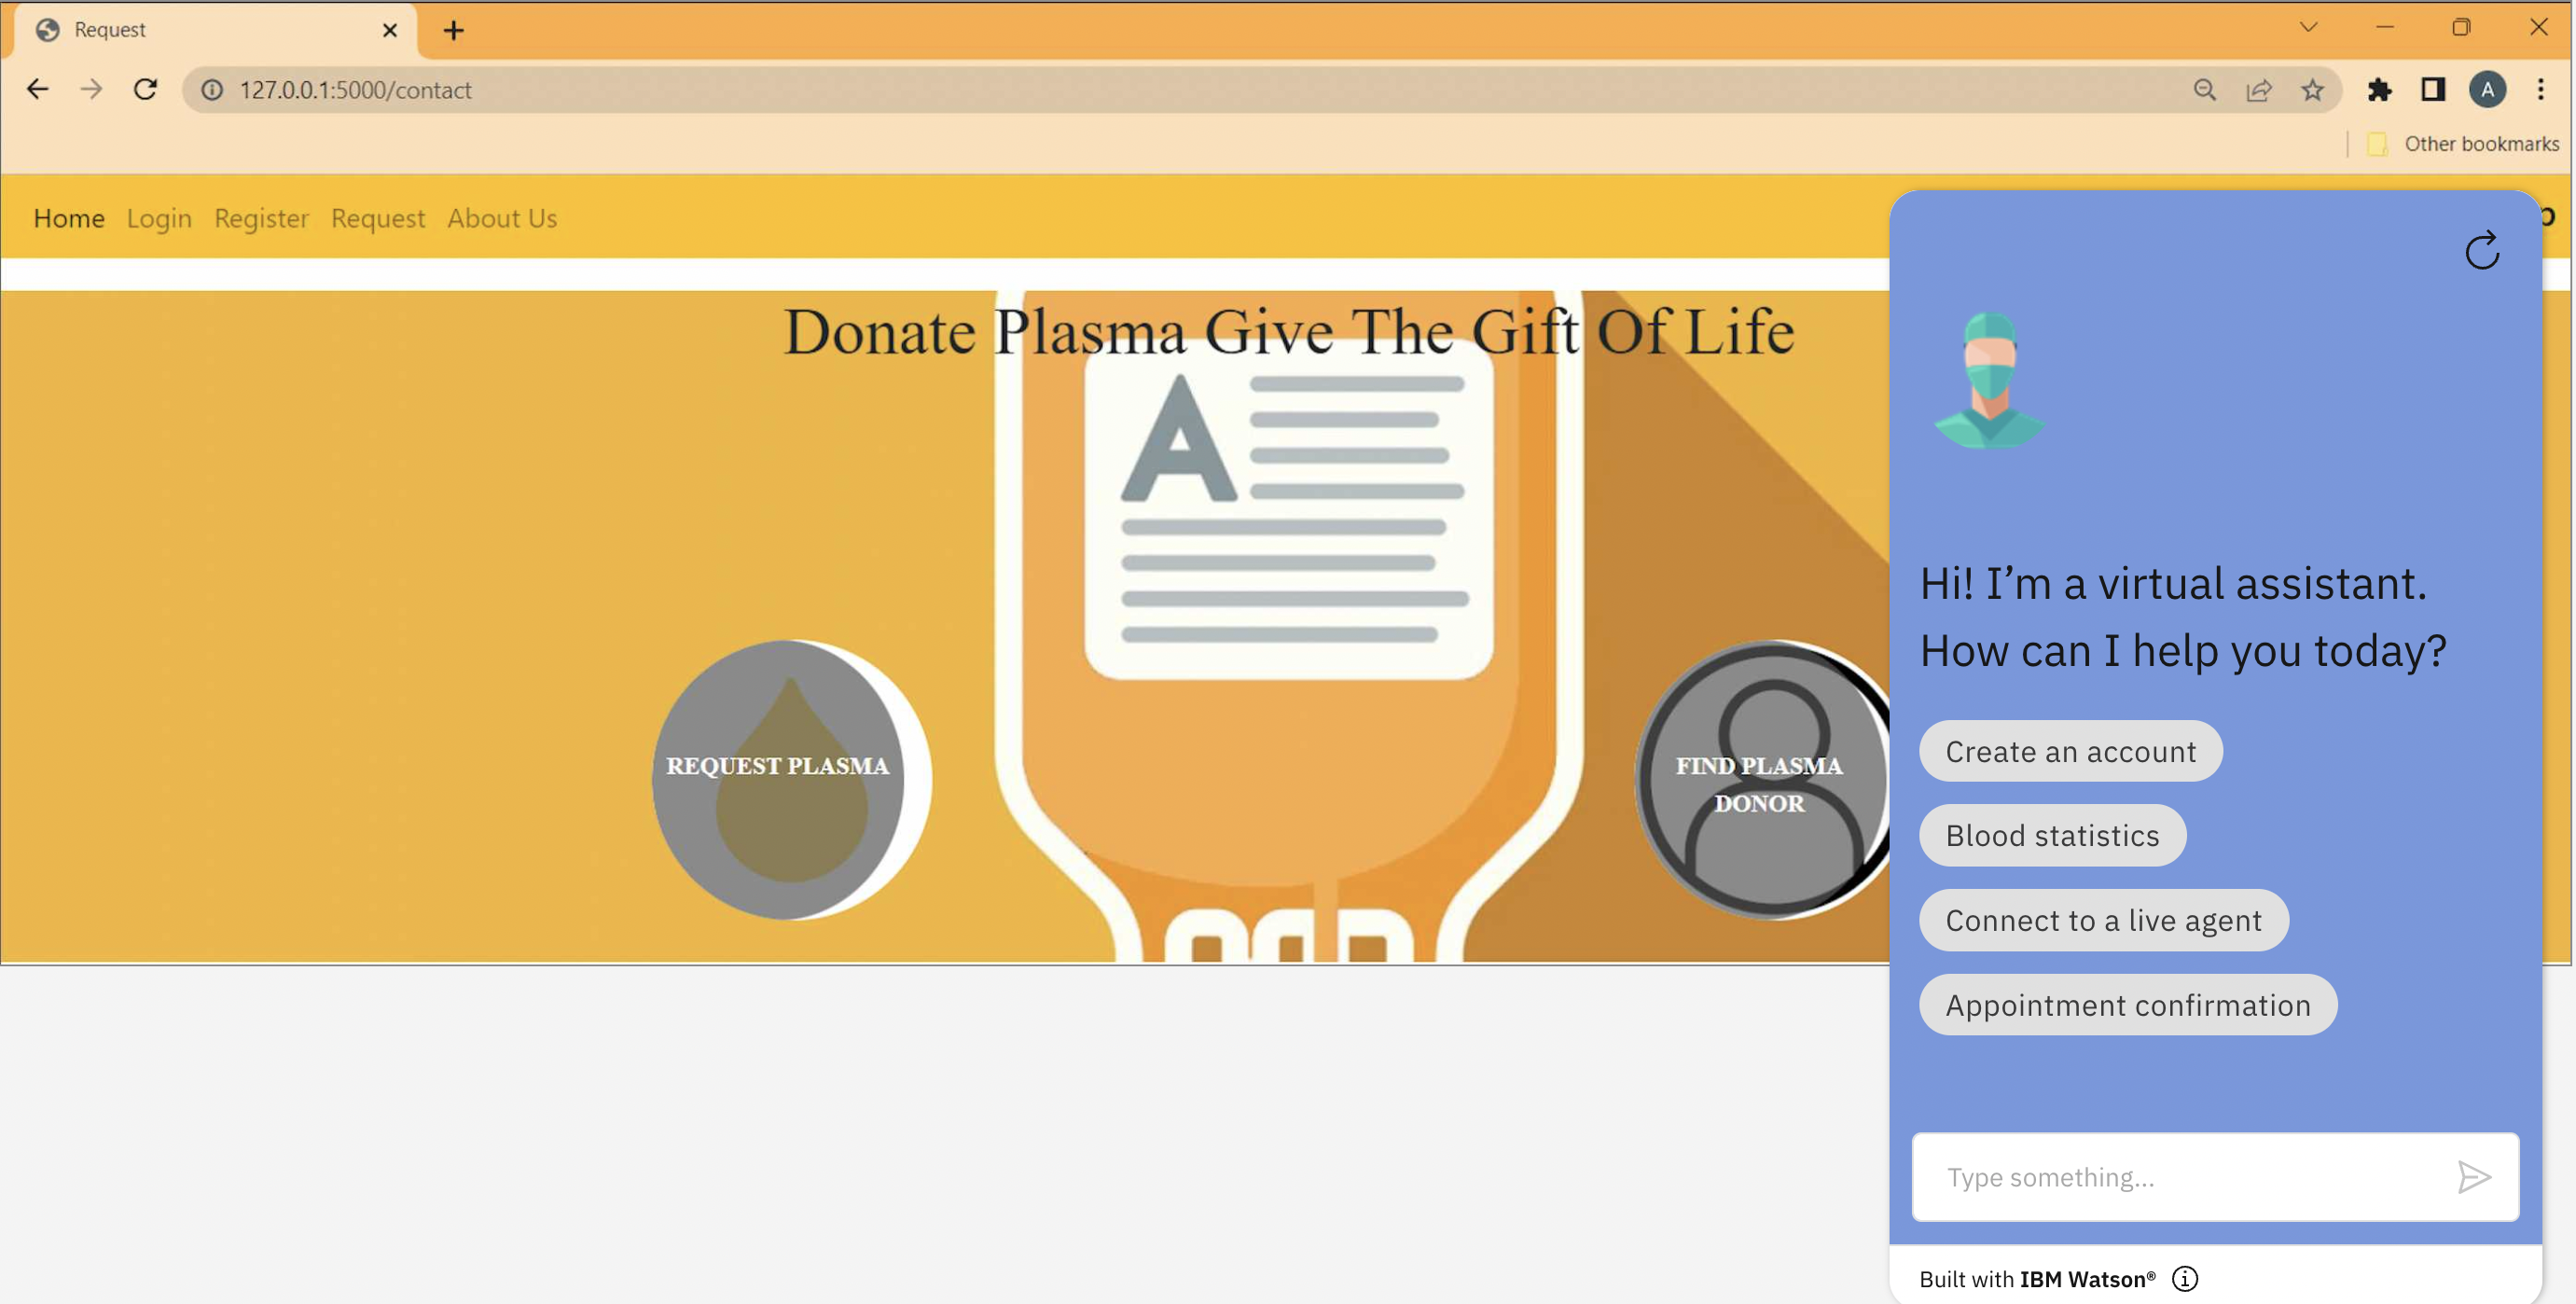 Request
127.0.0.1:5000/contact
A
Other bookmarks
Home Login Register Request About Us
Donate Plasma Give The Gift Of Life
A
REQUEST PLASMA
FIND PLASMA
DONOR
Hi! I’m a virtual assistant.
How can I help you today?
Create an account
Blood statistics
Connect to a live agent
Appointment confirmation
Type something...
Built with IBM Watson®